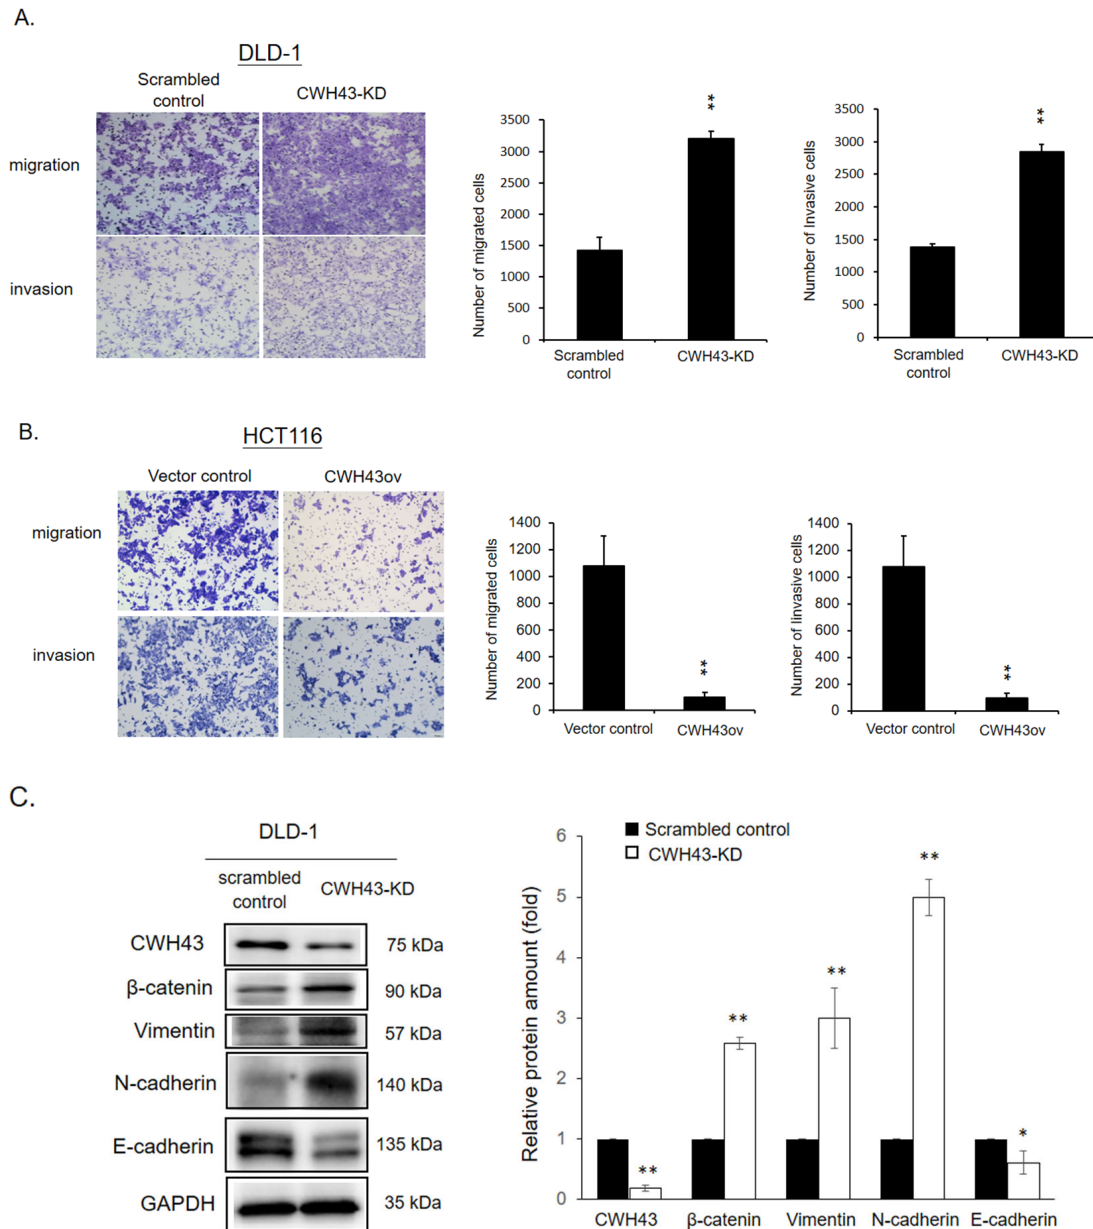 A.
DLD-1
Scrambled
control
CWH43-KD
migration
invasion
Number of migrated cells
3500
3000
2500
2000
1500
1000
500
0
**
Scrambled
control
CWH43-KD
Number of Invasive cells
3500
3000
2500
2000
1500
1000
500
0
**
Scrambled
control
CWH43-KD
B.
HCT116
Vector control
CWH43ov
migration
invasion
Number of migrated cells
1400
1200
1000
800
600
400
200
0
**
Vector control
CWH43ov
Number of Iinvasive cells
1400
1200
1000
800
600
400
200
0
**
Vector control
CWH43ov
C.
DLD-1
scrambled
control
CWH43-KD
CWH43
75 kDa
β-catenin
90 kDa
Vimentin
57 kDa
N-cadherin
140 kDa
E-cadherin
135 kDa
GAPDH
35 kDa
Relative protein amount (fold)
6
5
4
3
2
1
0
Scrambled control
CWH43-KD
**
**
**
**
*
CWH43
β-catenin
Vimentin
N-cadherin
E-cadherin